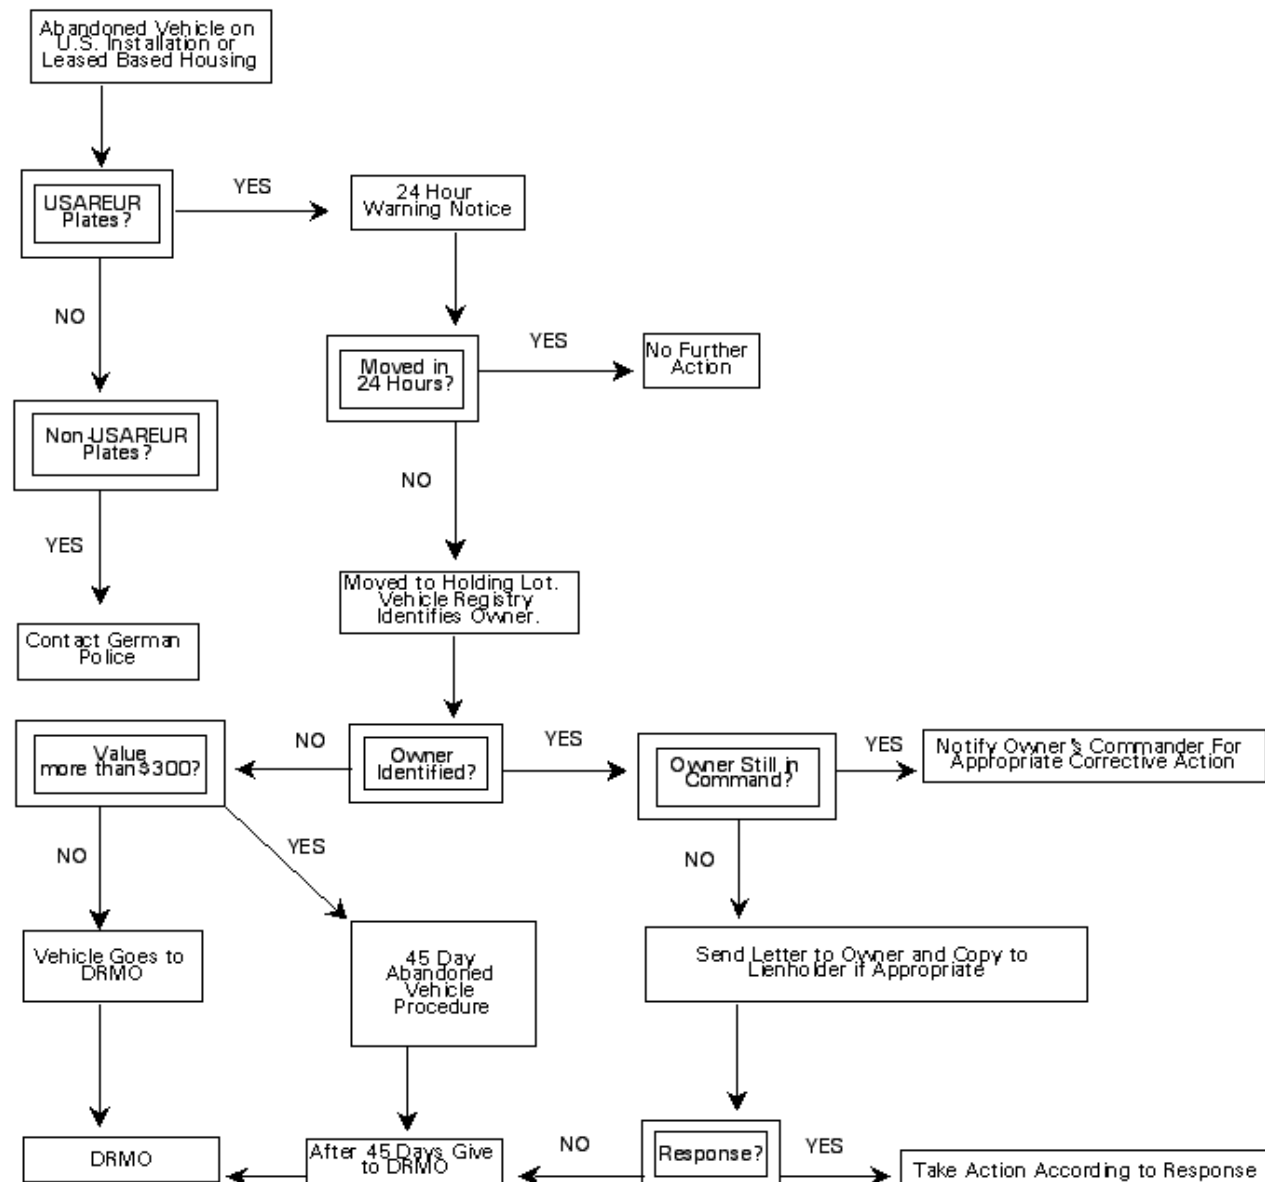 Abandoned Vehicle on
U.S. Installation or
Leased Based Housing
USAREUR
Plates?
YES
24 Hour
Warning Notice
NO
Moved in
24 Hours?
YES
No Further
Action
Non-USAREUR
Plates?
NO
YES
Moved to Holding Lot.
Vehicle Registry
Identifies Owner.
Contact German
Police
Value
more than $300?
NO
Owner
Identified?
YES
Owner Still in
Command?
YES
Notify Owner's Commander For
Appropriate Corrective Action
NO
YES
NO
Vehicle Goes to
DRMO
45 Day
Abandoned
Vehicle
Procedure
Send Letter to Owner and Copy to
Lienholder if Appropriate
DRMO
After 45 Days Give
to DRMO
NO
Response?
YES
Take Action According to Response